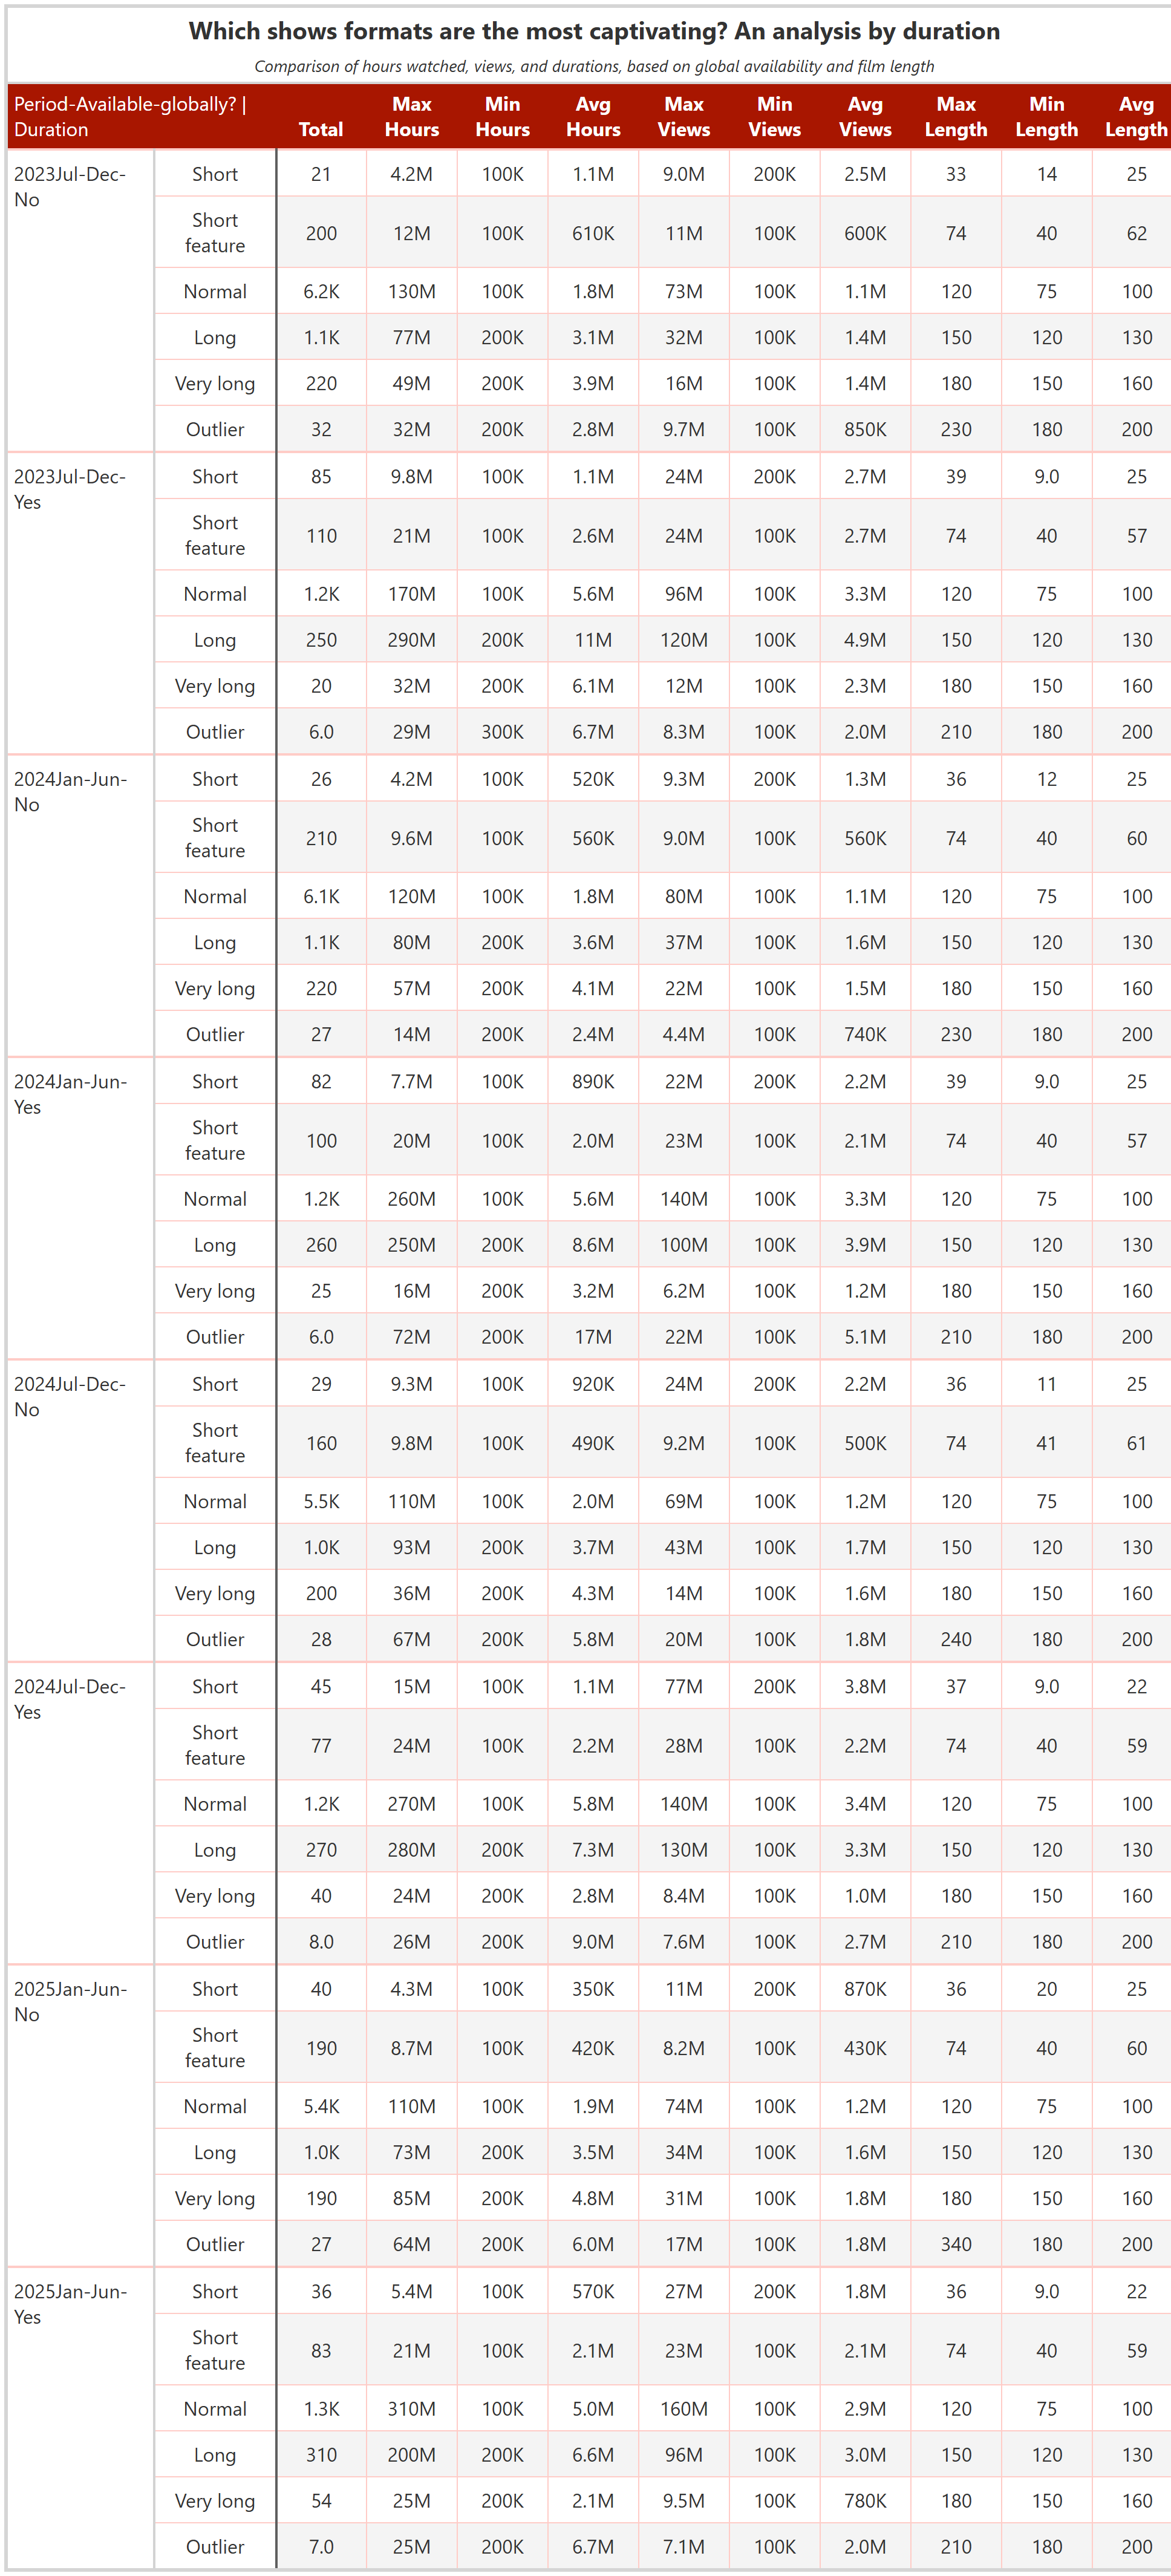 Which shows formats are the most captivating? An analysis by duration
Comparison of hours watched, views, and durations, based on global availability and film length
Period-Available-globally? | Duration Total Max Hours Min Hours Avg Hours Max Views Min Views Avg Views Max Length Min Length Avg Length
2023Jul-Dec-No Short 21 4.2M 100K 1.1M 9.0M 200K 2.5M 33 14 25
Short feature 200 12M 100K 610K 11M 100K 600K 74 40 62
Normal 6.2K 130M 100K 1.8M 73M 100K 1.1M 120 75 100
Long 1.1K 77M 200K 3.1M 32M 100K 1.4M 150 120 130
Very long 220 49M 200K 3.9M 16M 100K 1.4M 180 150 160
Outlier 32 32M 200K 2.8M 9.7M 100K 850K 230 180 200
2023Jul-Dec-Yes Short 85 9.8M 100K 1.1M 24M 200K 2.7M 39 9.0 25
Short feature 110 21M 100K 2.6M 24M 100K 2.7M 74 40 57
Normal 1.2K 170M 100K 5.6M 96M 100K 3.3M 120 75 100
Long 250 290M 200K 11M 120M 100K 4.9M 150 120 130
Very long 20 32M 200K 6.1M 12M 100K 2.3M 180 150 160
Outlier 6.0 29M 300K 6.7M 8.3M 100K 2.0M 210 180 200
2024Jan-Jun-No Short 26 4.2M 100K 520K 9.3M 200K 1.3M 36 12 25
Short feature 210 9.6M 100K 560K 9.0M 100K 560K 74 40 60
Normal 6.1K 120M 100K 1.8M 80M 100K 1.1M 120 75 100
Long 1.1K 80M 200K 3.6M 37M 100K 1.6M 150 120 130
Very long 220 57M 200K 4.1M 22M 100K 1.5M 180 150 160
Outlier 27 14M 200K 2.4M 4.4M 100K 740K 230 180 200
2024Jan-Jun-Yes Short 82 7.7M 100K 890K 22M 200K 2.2M 39 9.0 25
Short feature 100 20M 100K 2.0M 23M 100K 2.1M 74 40 57
Normal 1.2K 260M 100K 5.6M 140M 100K 3.3M 120 75 100
Long 260 250M 200K 8.6M 100M 100K 3.9M 150 120 130
Very long 25 16M 200K 3.2M 6.2M 100K 1.2M 180 150 160
Outlier 6.0 72M 200K 17M 22M 100K 5.1M 210 180 200
2024Jul-Dec-No Short 29 9.3M 100K 920K 24M 200K 2.2M 36 11 25
Short feature 160 9.8M 100K 490K 9.2M 100K 500K 74 41 61
Normal 5.5K 110M 100K 2.0M 69M 100K 1.2M 120 75 100
Long 1.0K 93M 200K 3.7M 43M 100K 1.7M 150 120 130
Very long 200 36M 200K 4.3M 14M 100K 1.6M 180 150 160
Outlier 28 67M 200K 5.8M 20M 100K 1.8M 240 180 200
2024Jul-Dec-Yes Short 45 15M 100K 1.1M 77M 200K 3.8M 37 9.0 22
Short feature 77 24M 100K 2.2M 28M 100K 2.2M 74 40 59
Normal 1.2K 270M 100K 5.8M 140M 100K 3.4M 120 75 100
Long 270 280M 200K 7.3M 130M 100K 3.3M 150 120 130
Very long 40 24M 200K 2.8M 8.4M 100K 1.0M 180 150 160
Outlier 8.0 26M 200K 9.0M 7.6M 100K 2.7M 210 180 200
2025Jan-Jun-No Short 40 4.3M 100K 350K 11M 200K 870K 36 20 25
Short feature 190 8.7M 100K 420K 8.2M 100K 430K 74 40 60
Normal 5.4K 110M 100K 1.9M 74M 100K 1.2M 120 75 100
Long 1.0K 73M 200K 3.5M 34M 100K 1.6M 150 120 130
Very long 190 85M 200K 4.8M 31M 100K 1.8M 180 150 160
Outlier 27 64M 200K 6.0M 17M 100K 1.8M 340 180 200
2025Jan-Jun-Yes Short 36 5.4M 100K 570K 27M 200K 1.8M 36 9.0 22
Short feature 83 21M 100K 2.1M 23M 100K 2.1M 74 40 59
Normal 1.3K 310M 100K 5.0M 160M 100K 2.9M 120 75 100
Long 310 200M 200K 6.6M 96M 100K 3.0M 150 120 130
Very long 54 25M 200K 2.1M 9.5M 100K 780K 180 150 160
Outlier 7.0 25M 200K 6.7M 7.1M 100K 2.0M 210 180 200